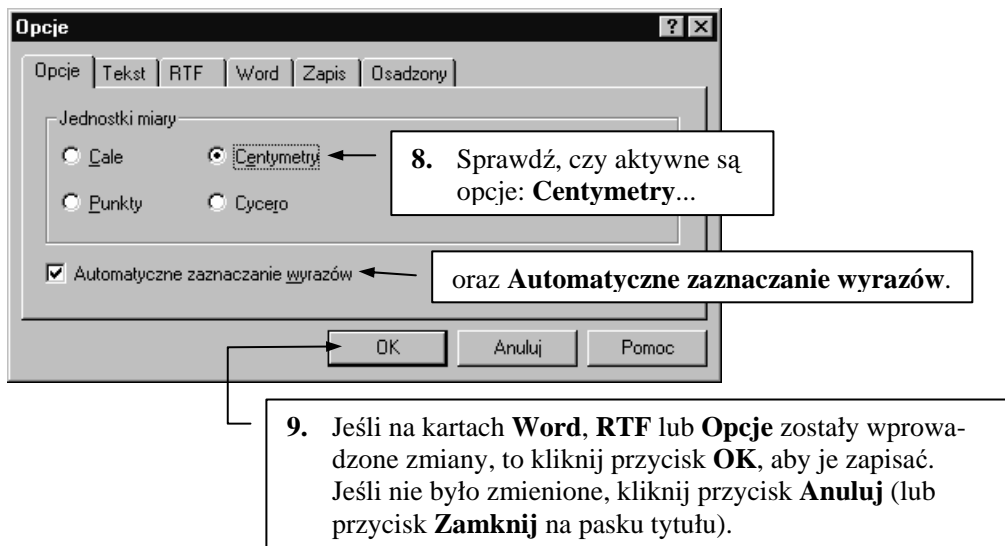 Opcje
Opcje Tekst RTF Word Zapis Osadzony
Jednostki miary
Cale Centymetry
Punkty Cycero
8. Sprawdź, czy aktywne są
opcje: Centymetry...
Automatyczne zaznaczanie wyrazów
oraz Automatyczne zaznaczanie wyrazów.
OK Anuluj Pomoc
9. Jeśli na kartach Word, RTF lub Opcje zostały wprowa-
dzone zmiany, to kliknij przycisk OK, aby je zapisać.
Jeśli nie było zmienione, kliknij przycisk Anuluj (lub
przycisk Zamknij na pasku tytułu).